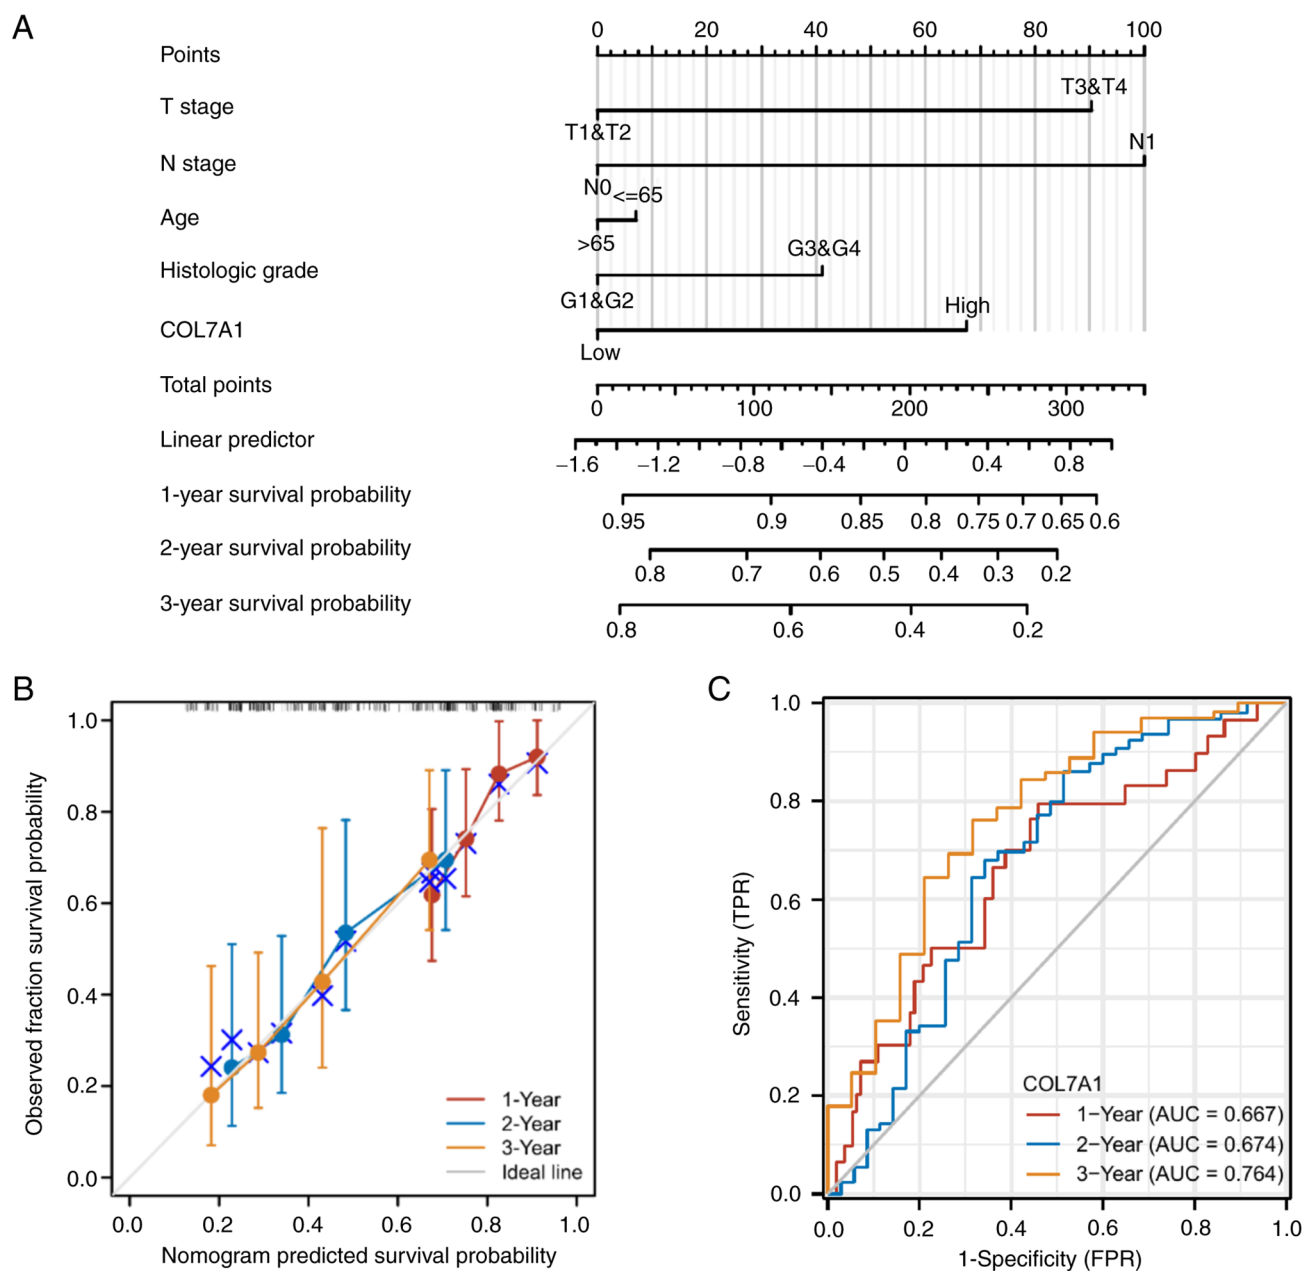 A
0 20 40 60 80 100
Points
T3&T4
T stage
T1&T2
N1
N stage
N0
<=65
Age
>65
G3&G4
Histologic grade
G1&G2
High
COL7A1
Low
Total points
0 100 200 300
Linear predictor
−1.6 −1.2 −0.8 −0.4 0 0.4 0.8
1-year survival probability
0.95 0.9 0.85 0.8 0.75 0.7 0.65 0.6
2-year survival probability
0.8 0.7 0.6 0.5 0.4 0.3 0.2
3-year survival probability
0.8 0.6 0.4 0.2
B
Observed fraction survival probability
1.0
0.8
0.6
0.4
0.2
0.0
1-Year
2-Year
3-Year
Ideal line
0.0 0.2 0.4 0.6 0.8 1.0
Nomogram predicted survival probability
C
Sensitivity (TPR)
1.0
0.8
0.6
0.4
0.2
0.0
COL7A1
1−Year (AUC = 0.667)
2−Year (AUC = 0.674)
3−Year (AUC = 0.764)
0.0 0.2 0.4 0.6 0.8 1.0
1-Specificity (FPR)